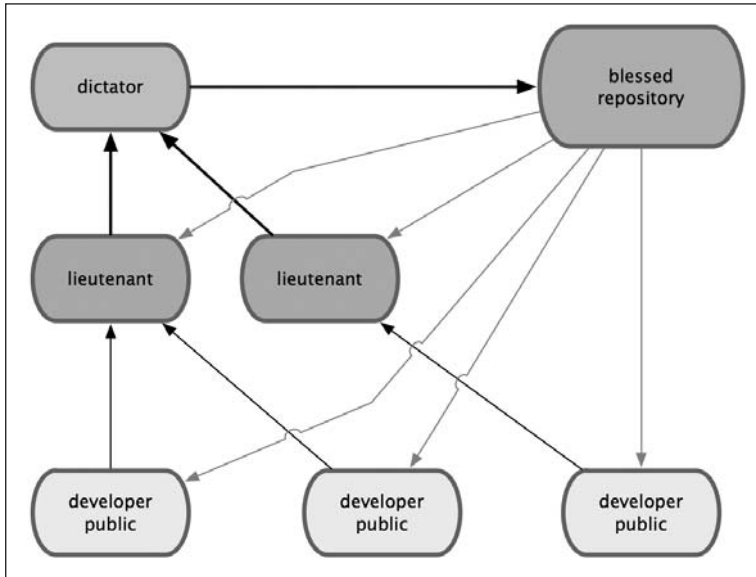 dictator
blessed
repository
lieutenant
lieutenant
developer
public
developer
public
developer
public